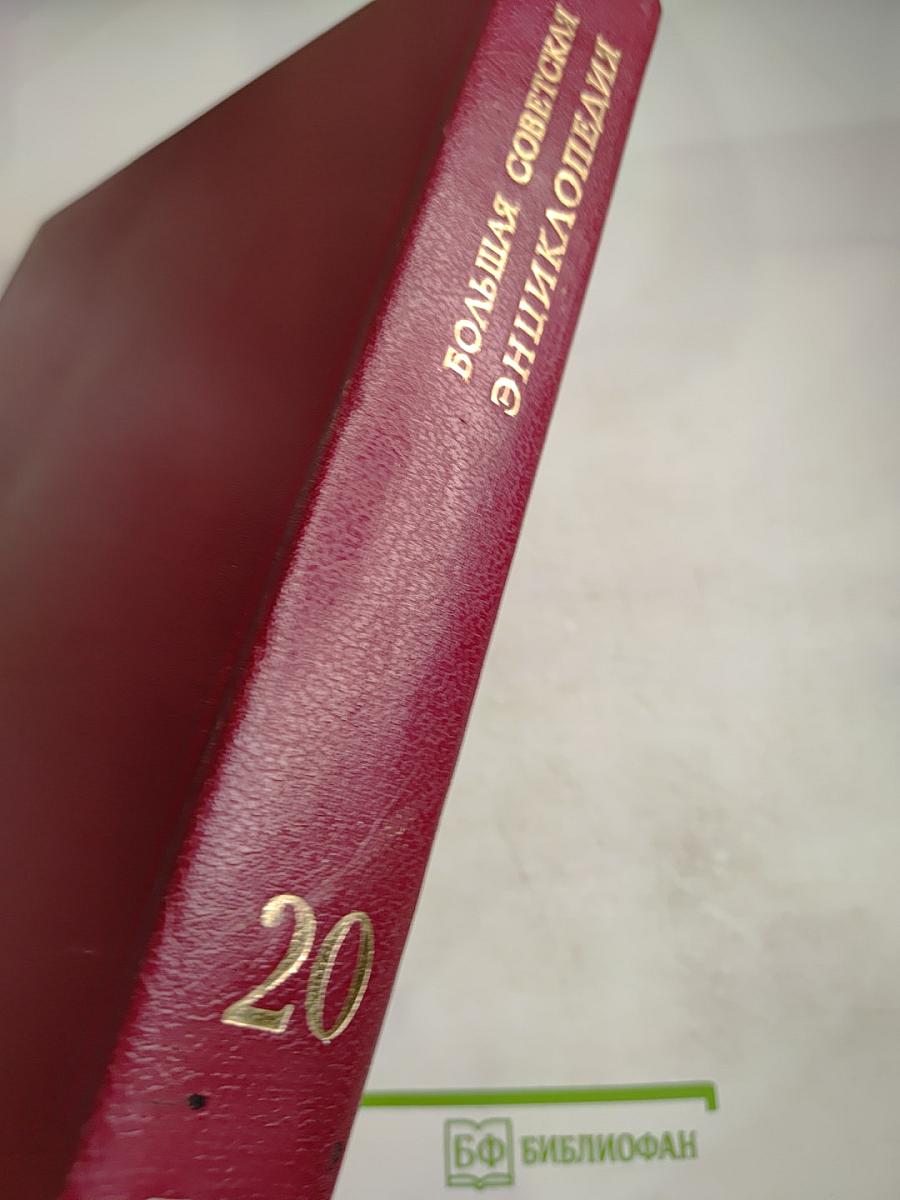 БОЛЬШАЯ СОВЕТСКАЯ
ЭНЦИКЛОПЕДИЯ
20
БФ БИБЛИОФАН